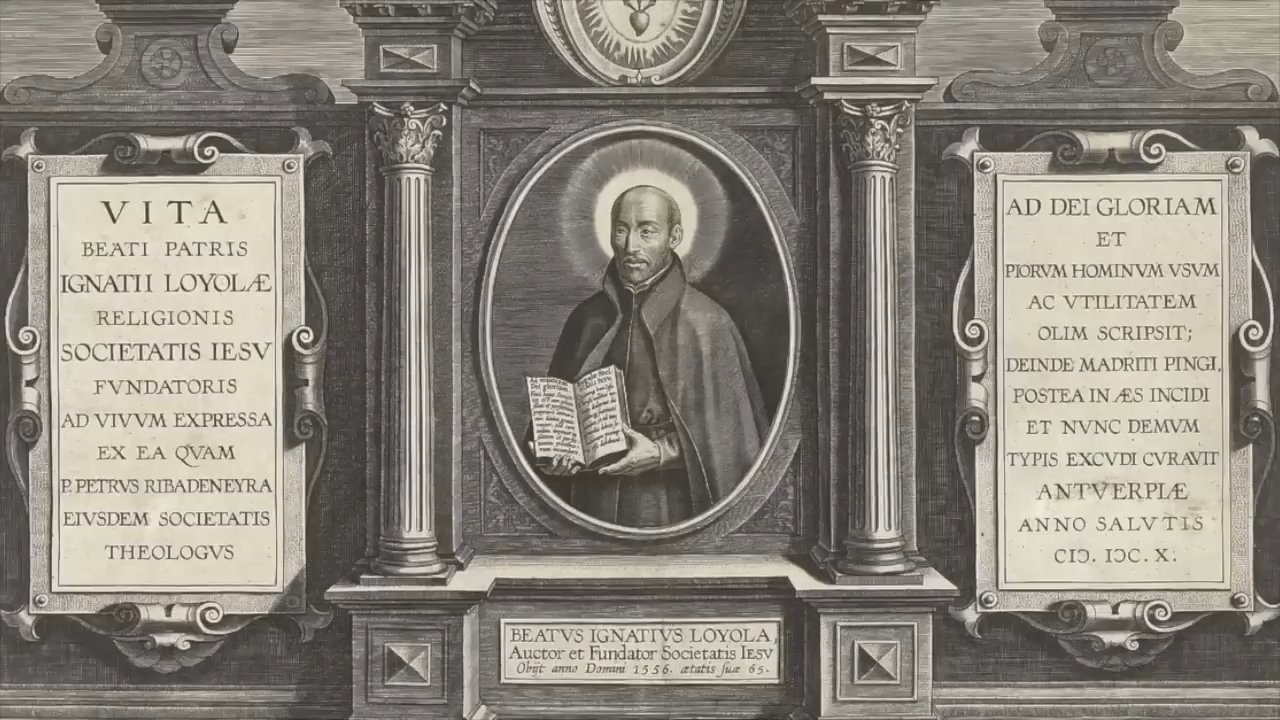 VITA
BEATI PATRIS
IGNATII LOYOLÆ
RELIGIONIS
SOCIETATIS IESV
FVNDATORIS
AD VIVVM EXPRESSA
EX EA QVAM
P. PETRVS RIBADENEYRA
EIVSDEM SOCIETATIS
THEOLOGVS
BEATVS IGNATIVS LOYOLA,
Auctor et Fundator Societatis IESV
Obijt anno Domini 1556. ætatis suæ 65.
AD DEI GLORIAM
ET
PIORVM HOMINVM VSVM
AC VTILITATEM
OLIM SCRIPSIT;
DEINDE MADRITI PINGI,
POSTEA IN ÆS INCIDI
ET NVNC DEMVM
TYPIS EXCVDI CVRAVIT
ANTVERPIÆ
ANNO SALVTIS
CIƆ. IƆC. X.